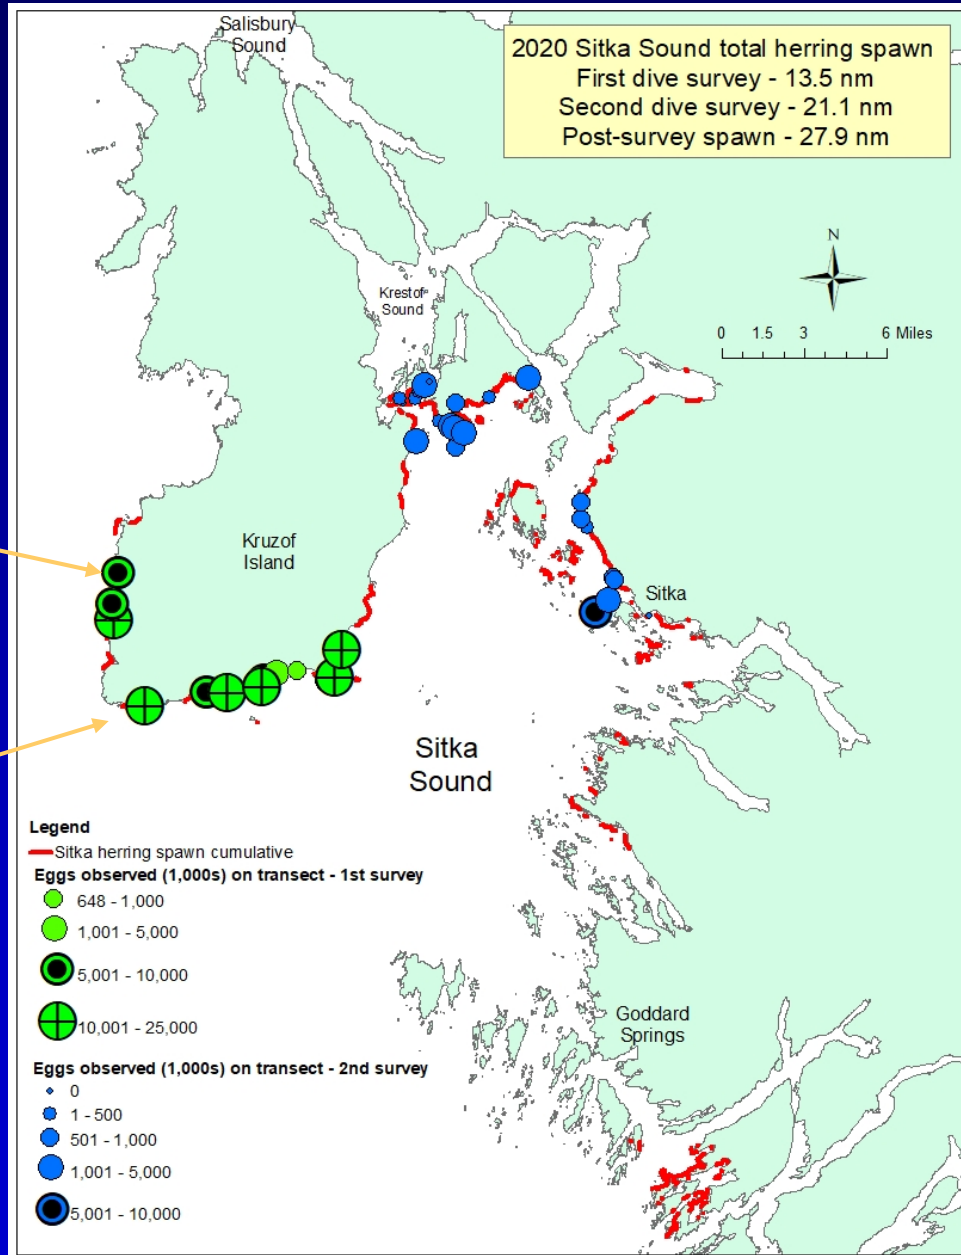 Salisbury
Sound
2020 Sitka Sound total herring spawn
First dive survey - 13.5 nm
Second dive survey - 21.1 nm
Post-survey spawn - 27.9 nm
N
Krestof
Sound
0 1.5 3 6 Miles
Kruzof
Island
Sitka
Sitka
Sound
Legend
Sitka herring spawn cumulative
Eggs observed (1,000s) on transect - 1st survey
648 - 1,000
1,001 - 5,000
5,001 - 10,000
10,001 - 25,000
Goddard
Springs
Eggs observed (1,000s) on transect - 2nd survey
0
1 - 500
501 - 1,000
1,001 - 5,000
5,001 - 10,000